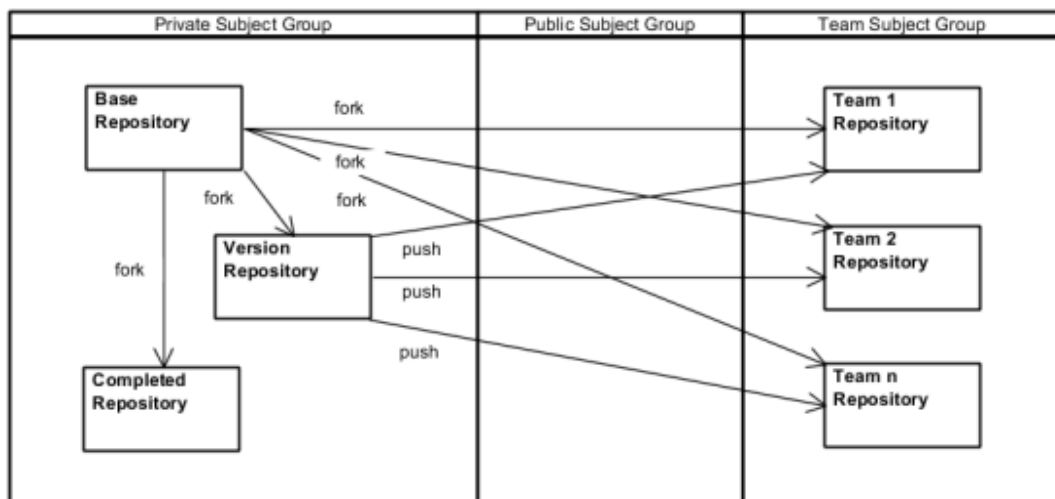 Private Subject Group
Public Subject Group
Team Subject Group
Base
Repository
fork
Team 1
Repository
fork
fork
fork
Version
Repository
push
Team 2
Repository
fork
push
push
Completed
Repository
Team n
Repository